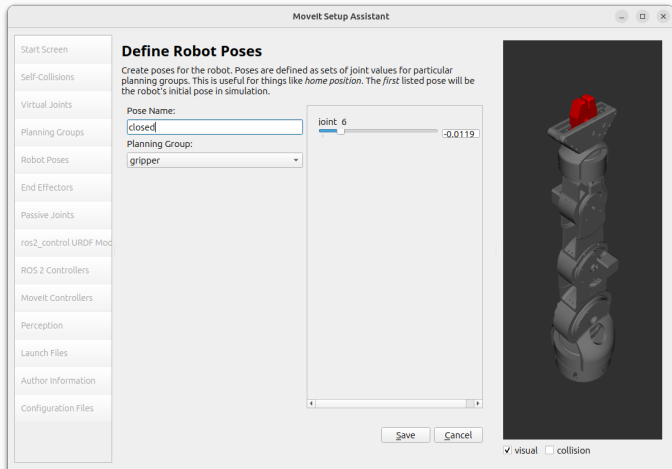 MoveIt Setup Assistant
Start Screen
Self-Collisions
Virtual Joints
Planning Groups
Robot Poses
End Effectors
Passive Joints
ros2_control URDF Mod
ROS 2 Controllers
MoveIt Controllers
Perception
Launch Files
Author Information
Configuration Files
Define Robot Poses
Create poses for the robot. Poses are defined as sets of joint values for particular
planning groups. This is useful for things like home position. The first listed pose will be
the robot's initial pose in simulation.
Pose Name:
closed
Planning Group:
gripper
joint 6
-0.0119
Save
Cancel
visual
collision